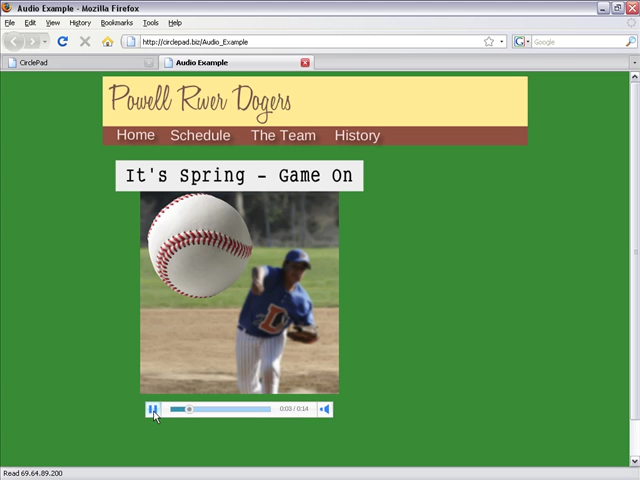 Audio Example - Mozilla Firefox
File Edit View History Bookmarks Tools Help
http://circlepad.biz/Audio_Example
Google
CirclePad
Audio Example
Powell River Dogers
Home Schedule The Team History
It's Spring - Game On
D
0:03 / 0:14
Read 69.64.89.200